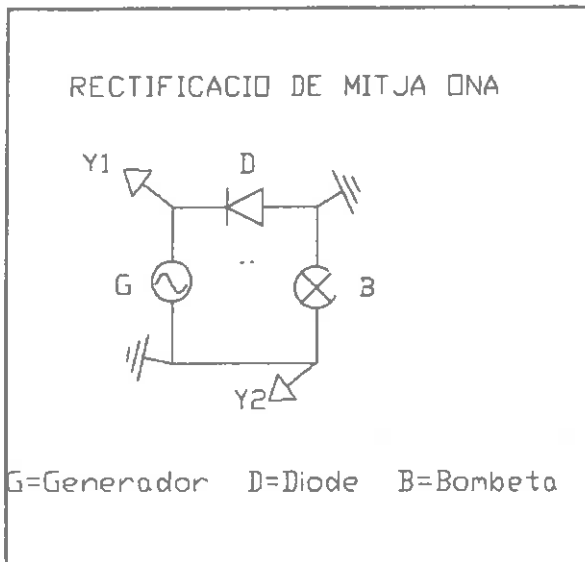 RECTIFICACIO DE MITJA ONA
Y1 D
G B
Y2
G=Generador D=Diode B=Bombeta